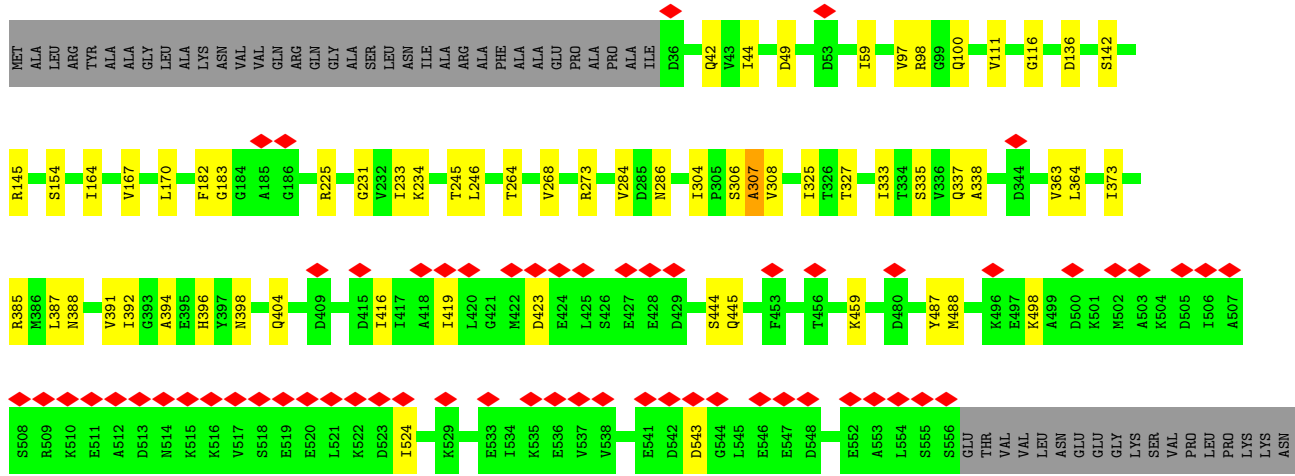 MET ALA LEU ARG TYR ALA ALA GLY LEU ALA LYS ASN VAL VAL GLN ARG GLN GLY ALA SER LEU ASN ILE ALA ARG ALA PHE ALA ALA GLU PRO ALA PRO ALA ILE D36 Q42 V43 I44 D49 D53 I59 V97 R98 G99 Q100 V111 G116 D136 S142
R145 S154 I164 V167 L170 F182 G183 G184 A185 G186 R225 G231 V232 I233 K234 T245 L246 T264 V268 R273 V284 D285 N286 I304 P305 S306 A307 V308 I325 T326 T327 I333 T334 S335 V336 Q337 A338 D344 V363 L364 I373
R385 M386 L387 N388 V391 I392 G393 A394 E395 H396 Y397 N398 Q404 D409 D415 I416 I417 A418 I419 L420 G421 M422 D423 E424 L425 S426 E427 E428 D429 S444 Q445 F453 T456 K459 D480 Y487 M488 K496 E497 K498 A499 D500 K501 M502 A503 K504 D505 I506 A507
S508 R509 K510 E511 A512 D513 N514 K515 K516 V517 S518 E519 E520 L521 K522 D523 I524 K529 E533 I534 K535 E536 V537 V538 E541 D542 D543 G544 L545 E546 E547 D548 E552 A553 L554 S555 S556 GLU THR VAL VAL LEU ASN GLU GLU GLY LYS SER VAL PRO LEU PRO LYS LYS ASN